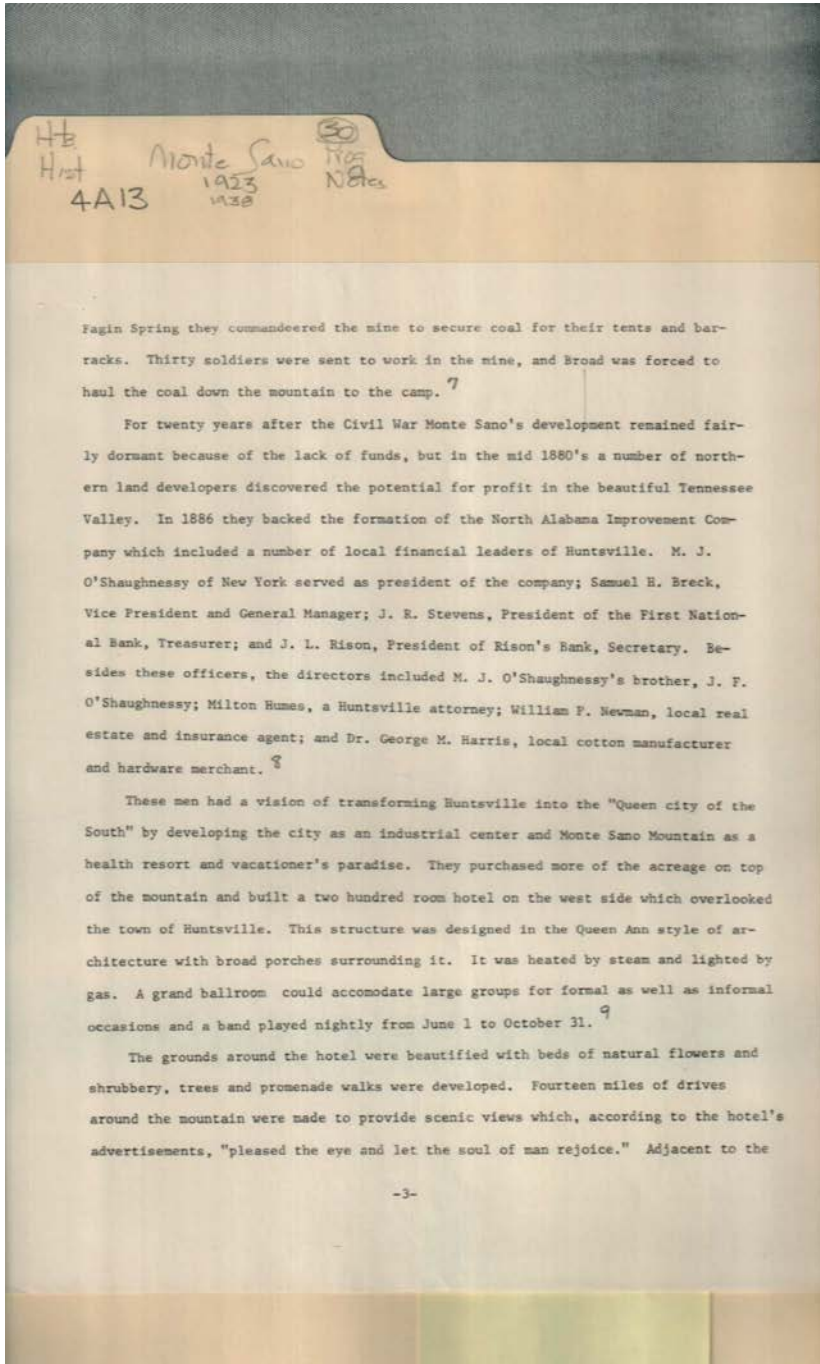 Htb
Hist
4A13
Monte Sano
1923
1938
30
Proc
Notes
Fagin Spring they commandeered the mine to secure coal for their tents and bar-
racks. Thirty soldiers were sent to work in the mine, and Broad was forced to
haul the coal down the mountain to the camp. 7
For twenty years after the Civil War Monte Sano's development remained fair-
ly dormant because of the lack of funds, but in the mid 1880's a number of north-
ern land developers discovered the potential for profit in the beautiful Tennessee
Valley. In 1886 they backed the formation of the North Alabama Improvement Com-
pany which included a number of local financial leaders of Huntsville. M. J.
O'Shaughnessy of New York served as president of the company; Samuel H. Breck,
Vice President and General Manager; J. R. Stevens, President of the First Nation-
al Bank, Treasurer; and J. L. Rison, President of Rison's Bank, Secretary. Be-
sides these officers, the directors included M. J. O'Shaughnessy's brother, J. F.
O'Shaughnessy; Milton Humes, a Huntsville attorney; William P. Newman, local real
estate and insurance agent; and Dr. George M. Harris, local cotton manufacturer
and hardware merchant. 8
These men had a vision of transforming Huntsville into the "Queen city of the
South" by developing the city as an industrial center and Monte Sano Mountain as a
health resort and vacationer's paradise. They purchased more of the acreage on top
of the mountain and built a two hundred room hotel on the west side which overlooked
the town of Huntsville. This structure was designed in the Queen Ann style of ar-
chitecture with broad porches surrounding it. It was heated by steam and lighted by
gas. A grand ballroom could accomodate large groups for formal as well as informal
occasions and a band played nightly from June 1 to October 31. 9
The grounds around the hotel were beautified with beds of natural flowers and
shrubbery, trees and promenade walks were developed. Fourteen miles of drives
around the mountain were made to provide scenic views which, according to the hotel's
advertisements, "pleased the eye and let the soul of man rejoice." Adjacent to the
-3-